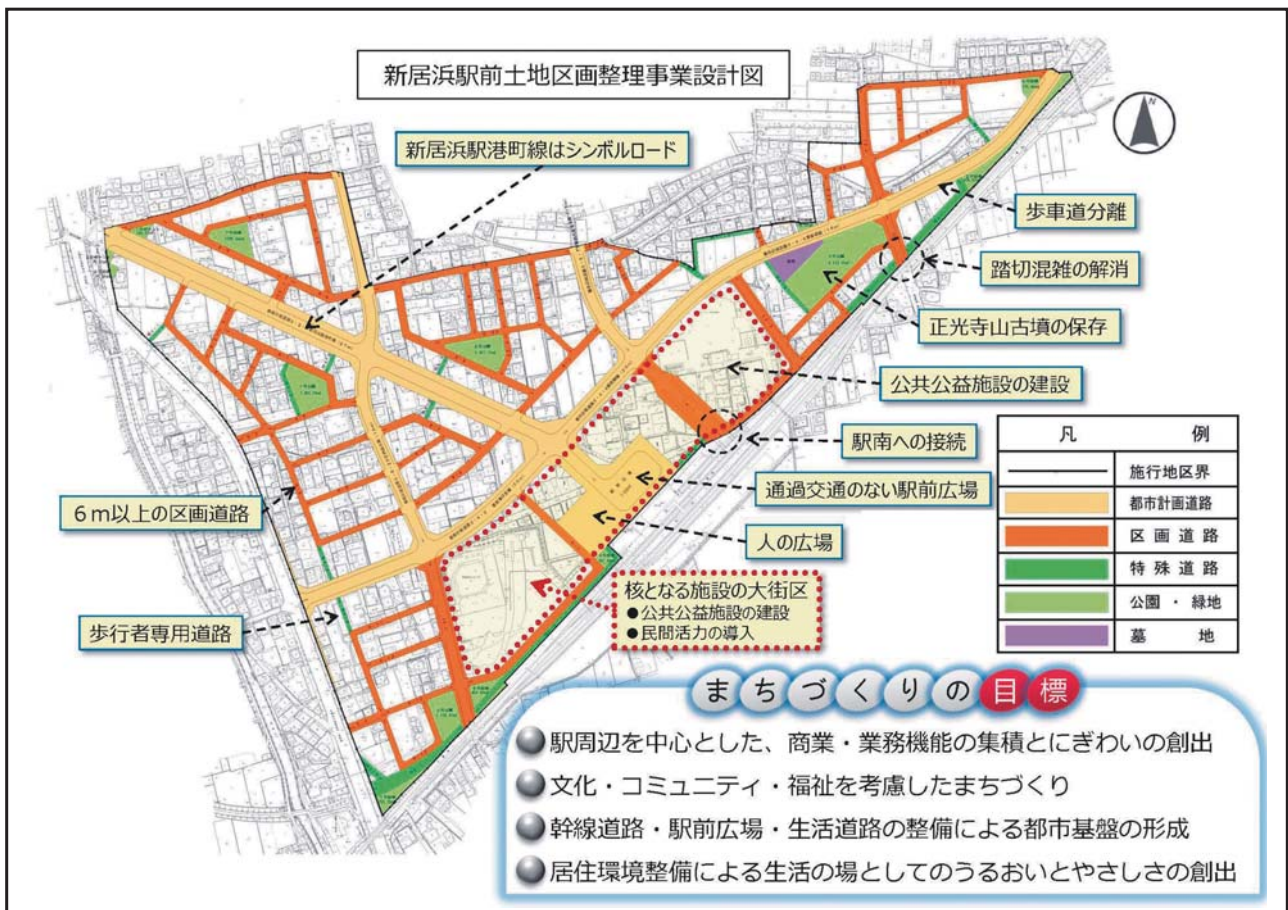 新居浜駅前土地区画整理事業設計図
N
新居浜駅港町線はシンボルロード
歩車道分離
踏切混雑の解消
正光寺山古墳の保存
公共公益施設の建設
駅南への接続
通過交通のない駅前広場
人の広場
6m以上の区画道路
歩行者専用道路
核となる施設の大街区
●公共公益施設の建設
●民間活力の導入
凡 例
施行地区界
都市計画道路
区画道路
特殊道路
公園・緑地
墓 地
まちづくりの目標
駅周辺を中心とした、商業・業務機能の集積とにぎわいの創出
文化・コミュニティ・福祉を考慮したまちづくり
幹線道路・駅前広場・生活道路の整備による都市基盤の形成
居住環境整備による生活の場としてのうるおいとやさしさの創出